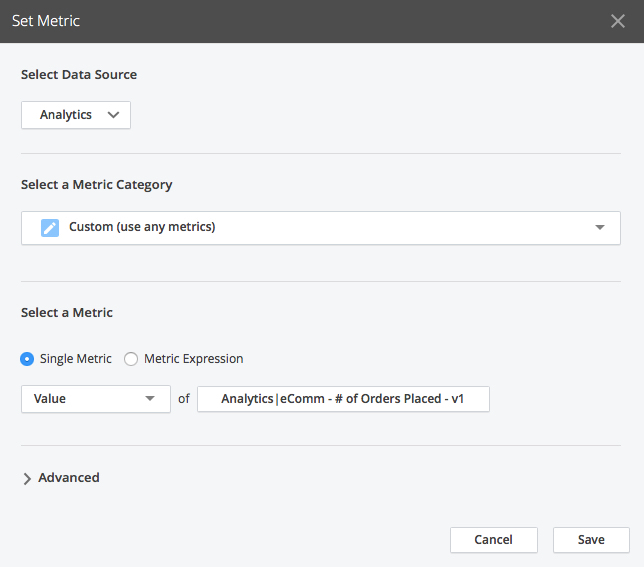 Set Metric
Select Data Source
Analytics
Select a Metric Category
Custom (use any metrics)
Select a Metric
Single Metric Metric Expression
Value of Analytics|eComm - # of Orders Placed - v1
Advanced
Cancel Save